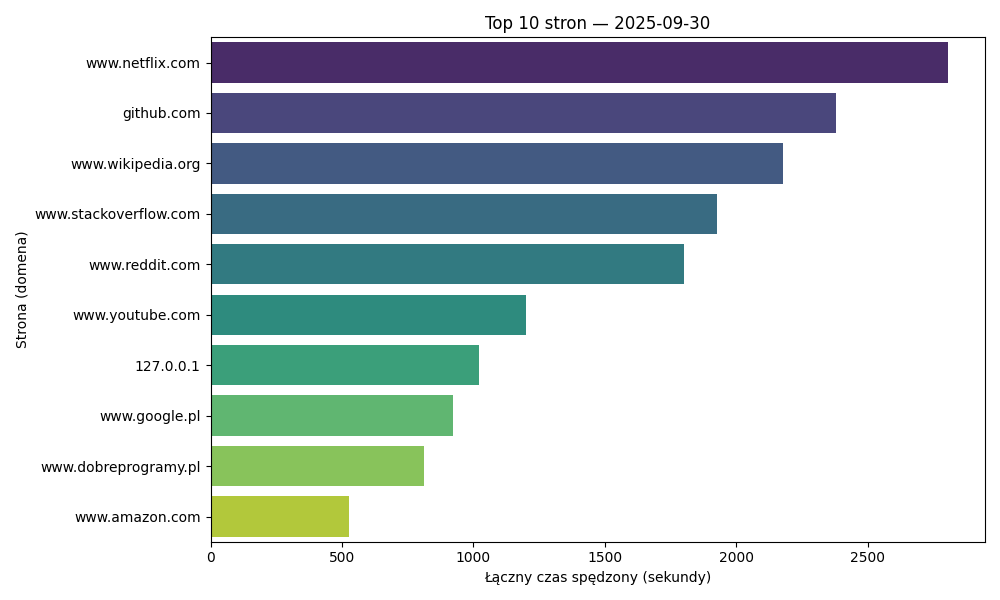 Top 10 stron — 2025-09-30
Strona (domena)
www.netflix.com
github.com
www.wikipedia.org
www.stackoverflow.com
www.reddit.com
www.youtube.com
127.0.0.1
www.google.pl
www.dobreprogramy.pl
www.amazon.com
0 500 1000 1500 2000 2500
Łączny czas spędzony (sekundy)